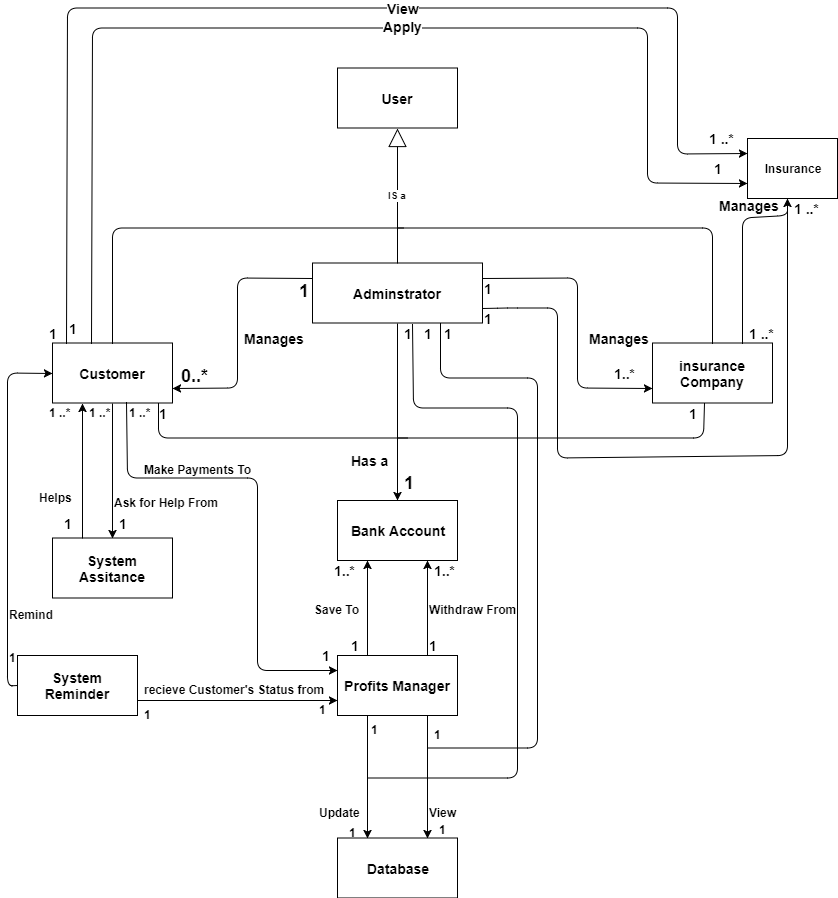 View
Apply
User
1 ..*
1
Insurance
IS a
Manages
1 ..*
1
Adminstrator
1
1
1
1
1
Manages
Manages
1 ..*
1
1
Customer
0..*
1..*
insurance
Company
1 ..*
1 ..*
1 ..*
1
1
Has a
1
Make Payments To
Helps
Ask for Help From
1
1
Bank Account
System
Assitance
1..*
1..*
Save To
Withdraw From
Remind
1
1
1
1
System
Reminder
Profits Manager
recieve Customer's Status from
1
1
1
1
Update
View
1
1
Database